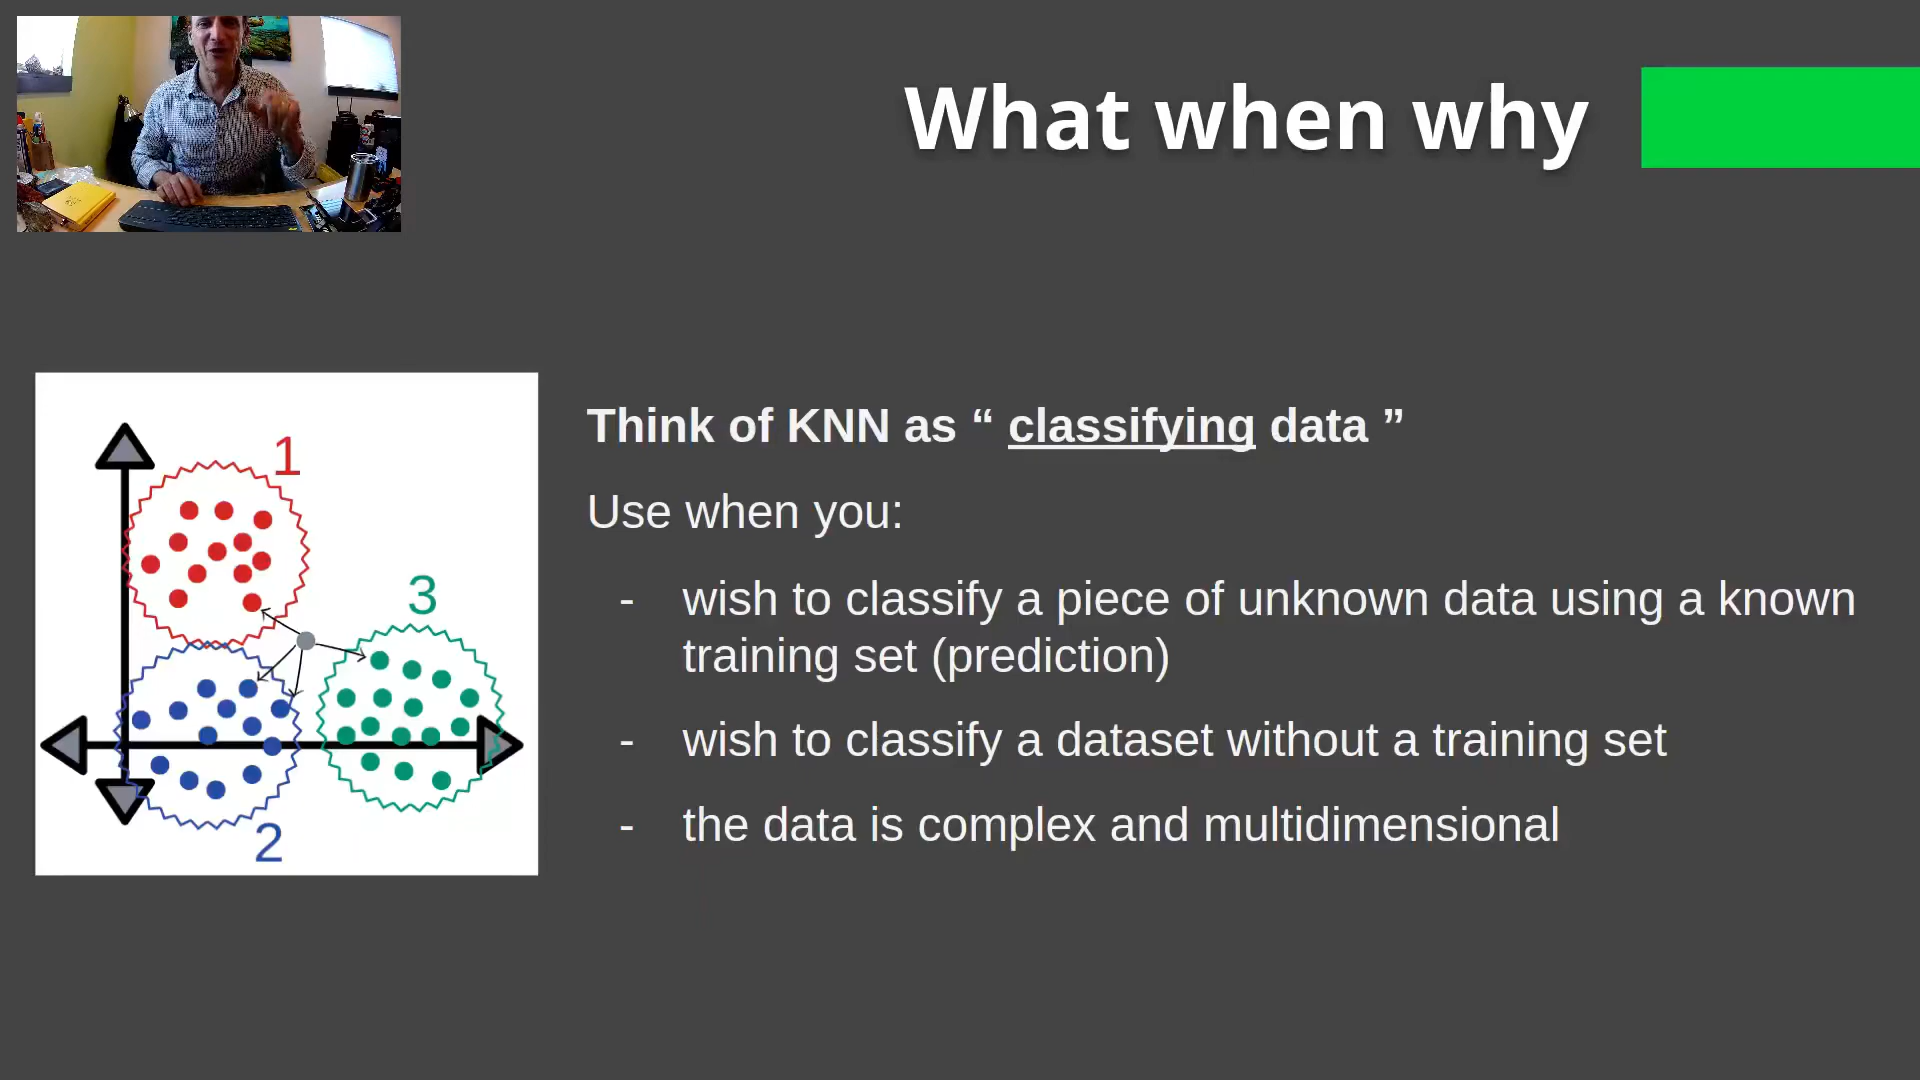 What when why
1
3
2
Think of KNN as “ classifying data ”
Use when you:
- wish to classify a piece of unknown data using a known
training set (prediction)
- wish to classify a dataset without a training set
- the data is complex and multidimensional